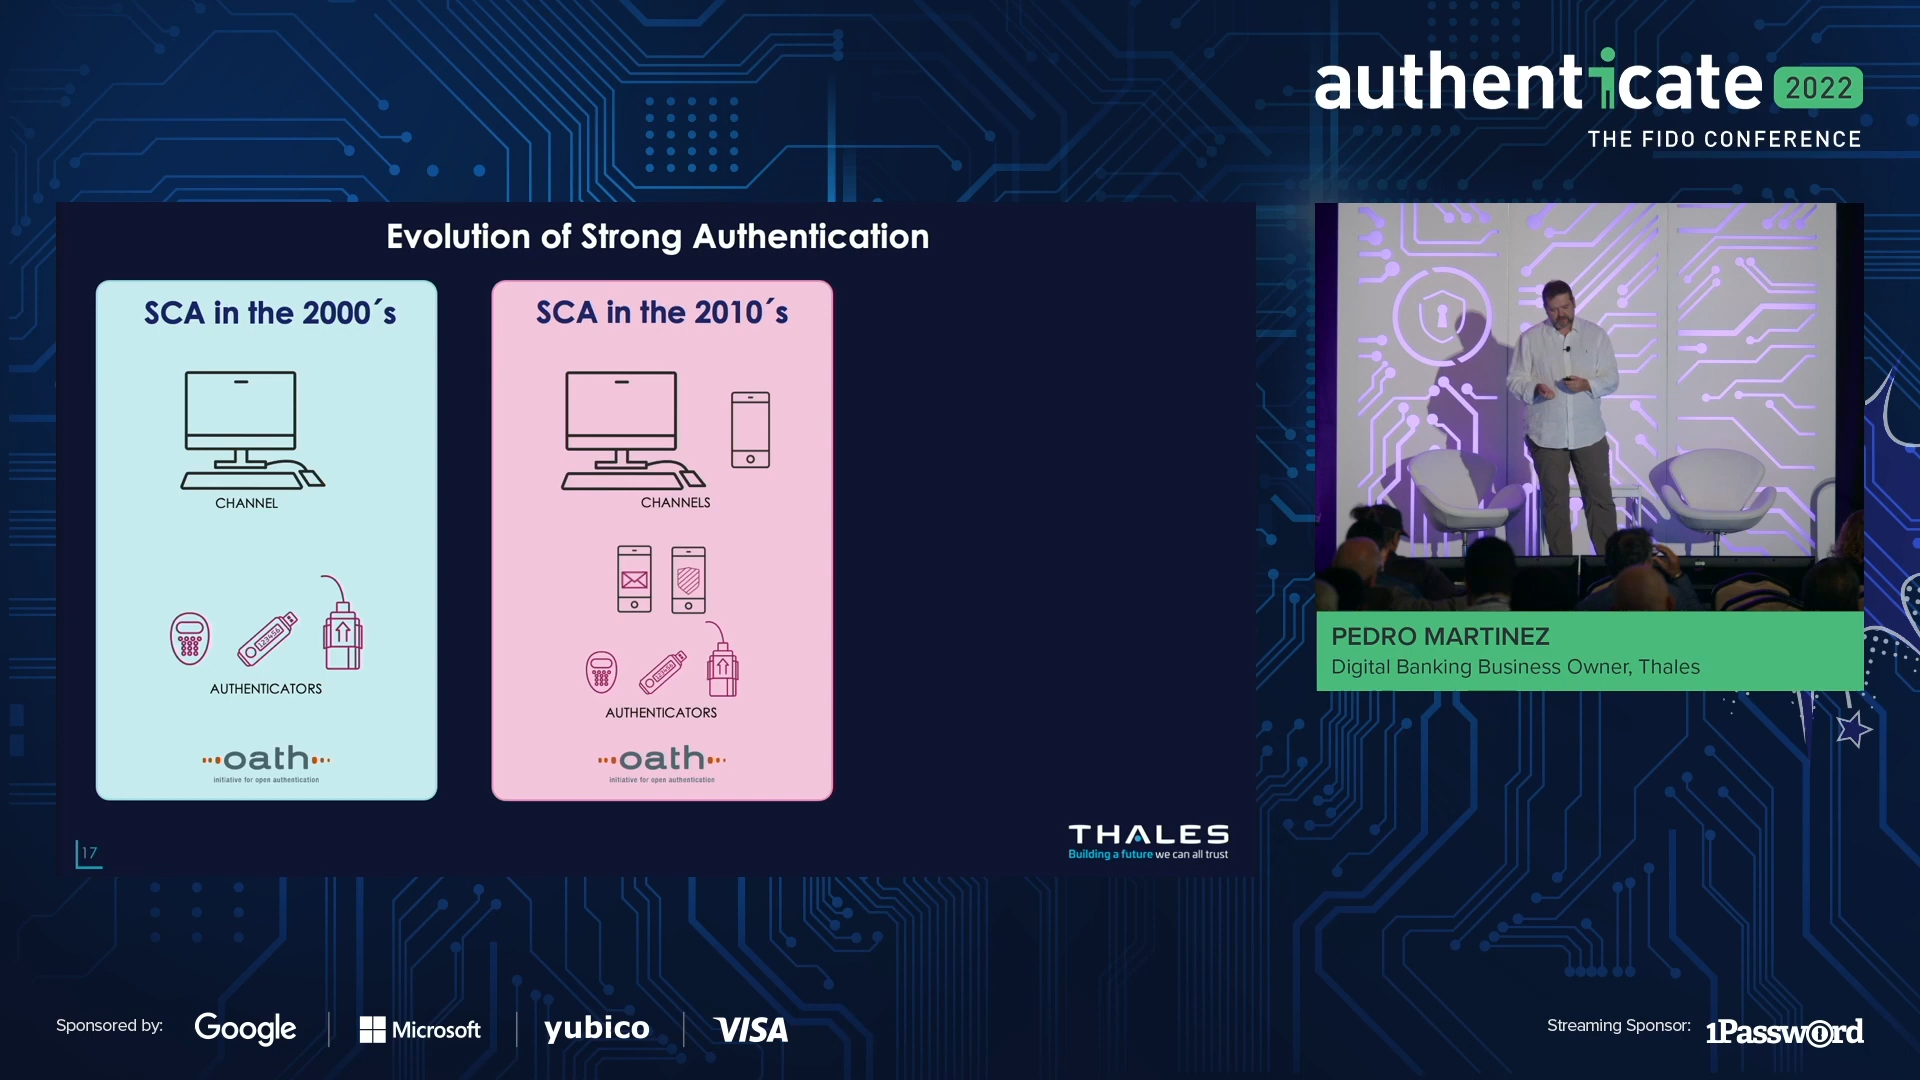 authenticate 2022
THE FIDO CONFERENCE
Evolution of Strong Authentication
SCA in the 2000´s
CHANNEL
AUTHENTICATORS
oath
initiative for open authentication
SCA in the 2010´s
CHANNELS
AUTHENTICATORS
oath
initiative for open authentication
17
THALES
Building a future we can all trust
PEDRO MARTINEZ
Digital Banking Business Owner, Thales
Sponsored by:
Google
Microsoft
yubico
VISA
Streaming Sponsor:
1Password